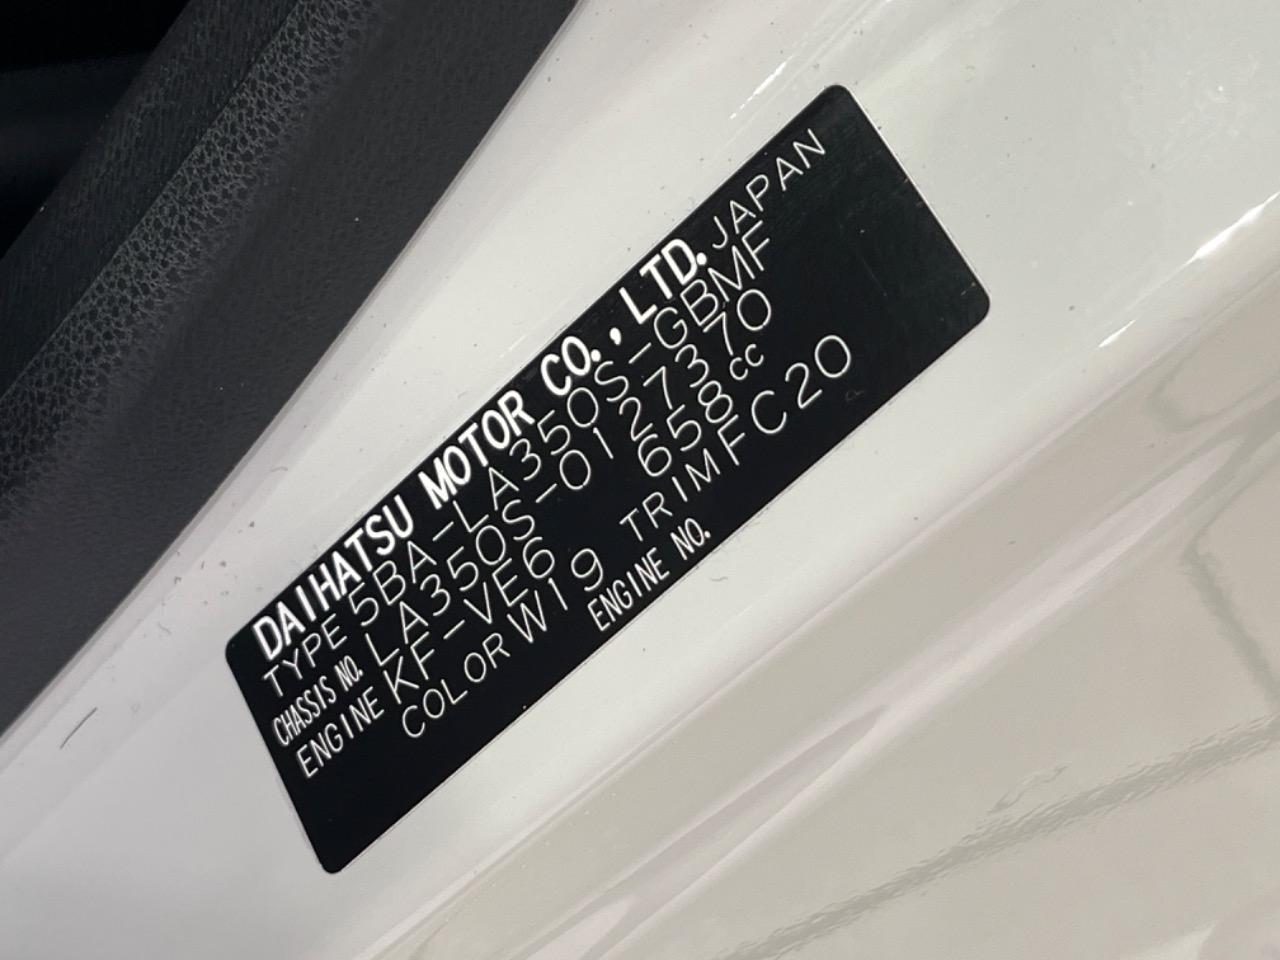 DAIHATSU MOTOR CO., LTD. JAPAN
TYPE 5BA-LA350S-GBMF
CHASSIS NO. LA350S-0127370
ENGINE KF-VE6 658cc
COLOR W19 TRIM FC20
ENGINE NO.